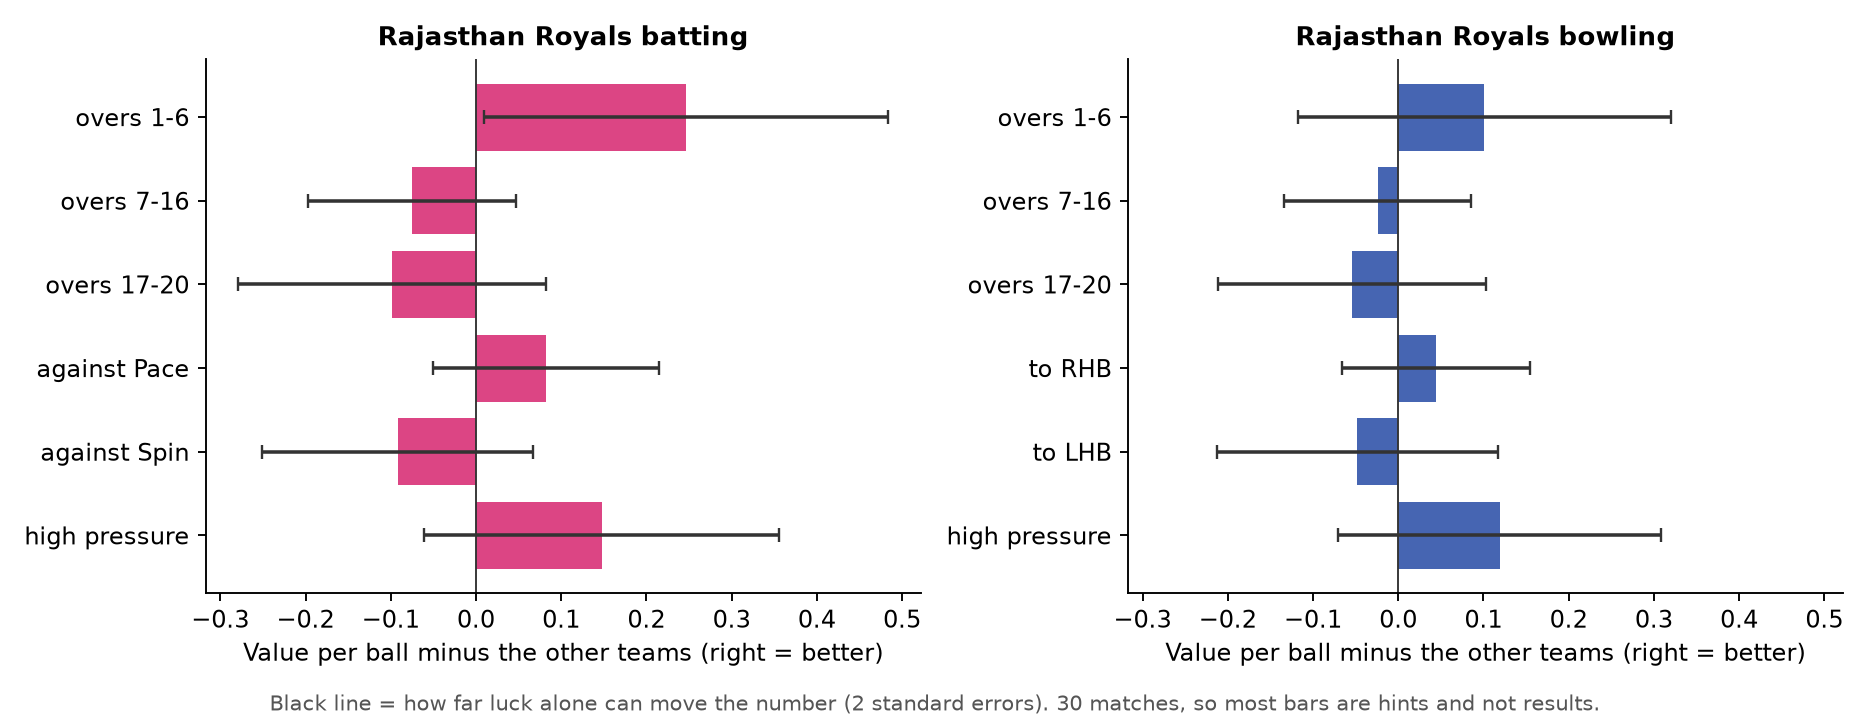 Rajasthan Royals batting
overs 1-6
overs 7-16
overs 17-20
against Pace
against Spin
high pressure
−0.3 −0.2 −0.1 0.0 0.1 0.2 0.3 0.4 0.5
Value per ball minus the other teams (right = better)
Rajasthan Royals bowling
overs 1-6
overs 7-16
overs 17-20
to RHB
to LHB
high pressure
−0.3 −0.2 −0.1 0.0 0.1 0.2 0.3 0.4 0.5
Value per ball minus the other teams (right = better)
Black line = how far luck alone can move the number (2 standard errors). 30 matches, so most bars are hints and not results.